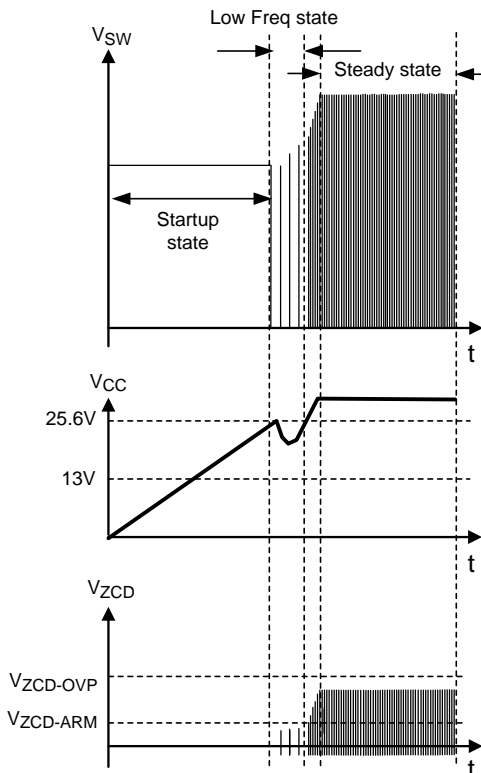 Low Freq state
VSW
Steady state
Startup
state
t
VCC
25.6V
13V
t
VZCD
VZCD-OVP
VZCD-ARM
t